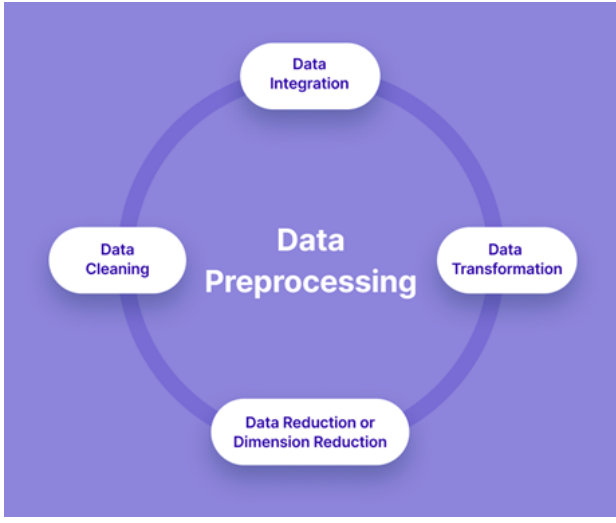 Data
Integration
Data
Cleaning
Data
Preprocessing
Data
Transformation
Data Reduction or
Dimension Reduction